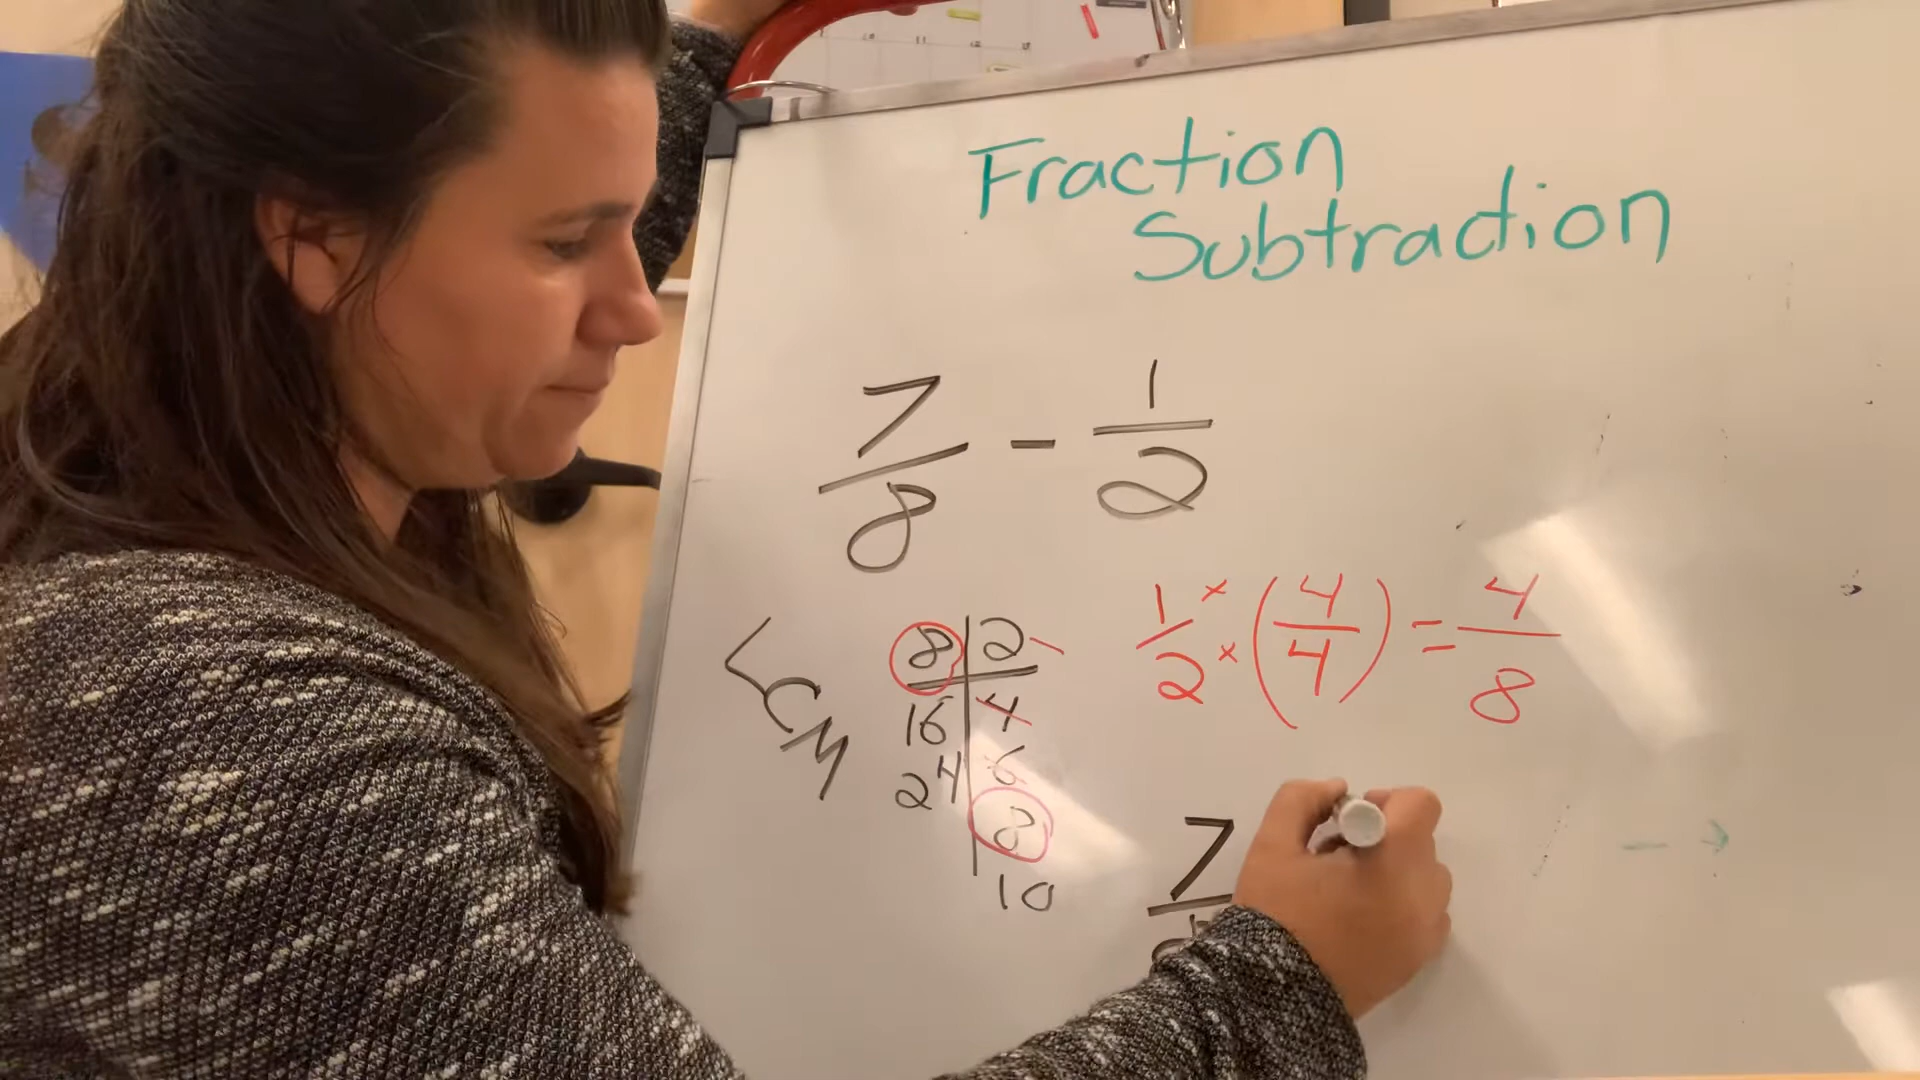 Fraction
Subtraction
7/8 - 1/2
1/2 × (4/4) = 4/8
LCM
8 | 2
16 | 4
24 | 6
8
10
7